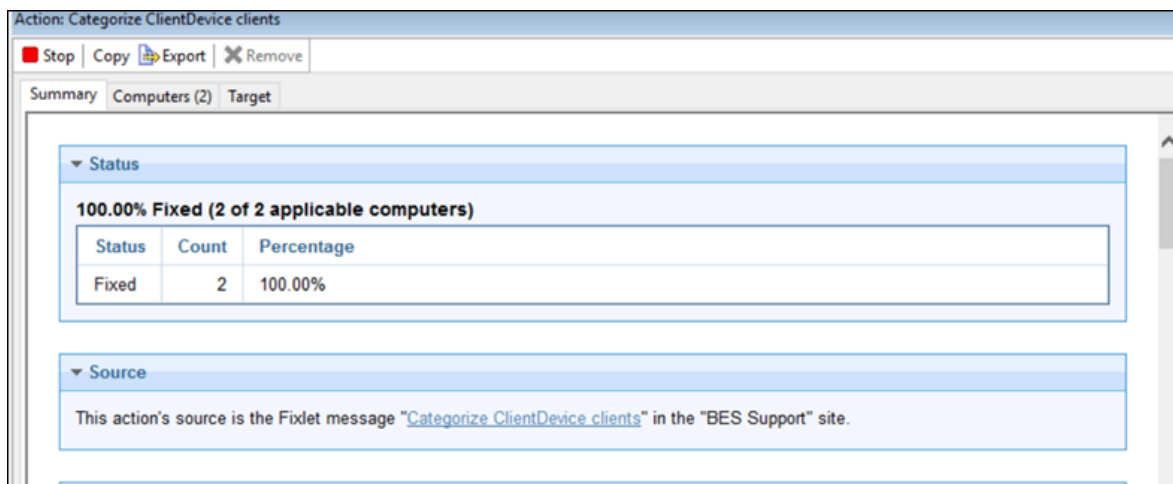 Action: Categorize ClientDevice clients
Stop Copy Export Remove
Summary Computers (2) Target
Status
100.00% Fixed (2 of 2 applicable computers)
Status Count Percentage
Fixed 2 100.00%
Source
This action's source is the Fixlet message "Categorize ClientDevice clients" in the "BES Support" site.